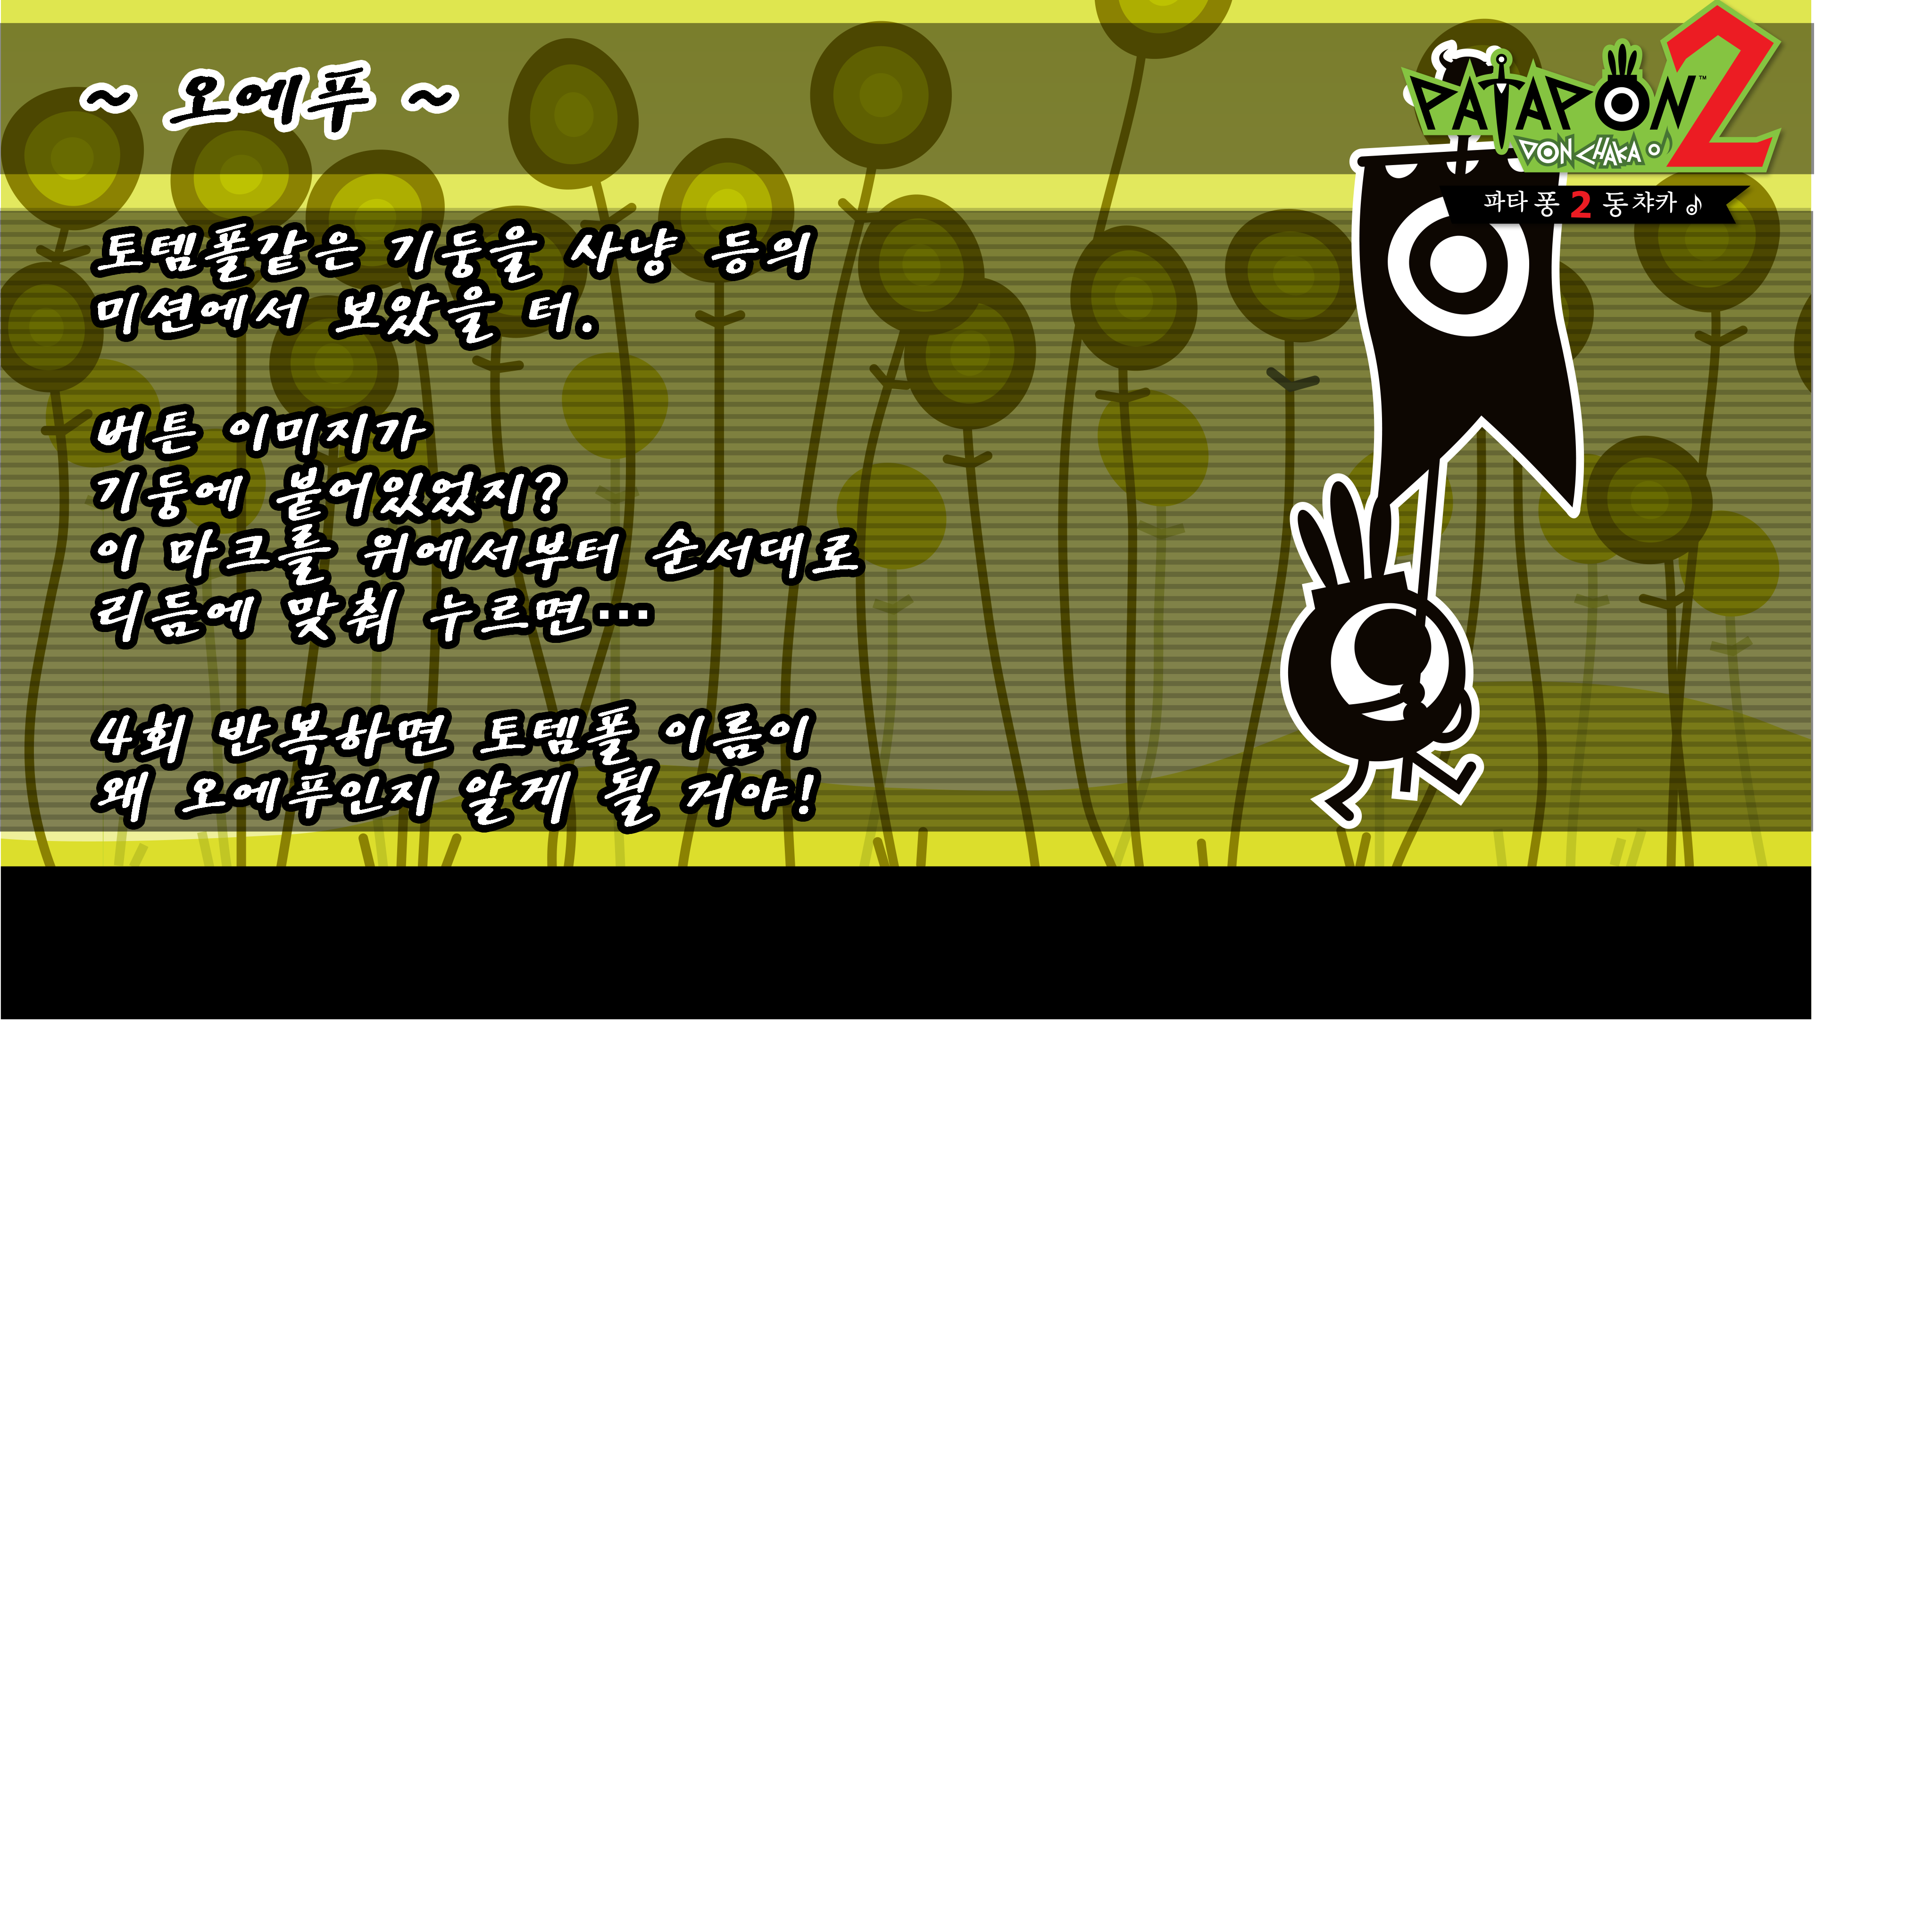 ~ 오에푸 ~
PATAPON 2™
DON CHAKA♪
파타퐁 2 동챠카♪
토템폴같은 기둥을 사냥 등의
미션에서 보았을 터.
버튼 이미지가
기둥에 붙어있었지?
이 마크를 위에서부터 순서대로
리듬에 맞춰 누르면...
4회 반복하면 토템폴 이름이
왜 오에푸인지 알게 될 거야!